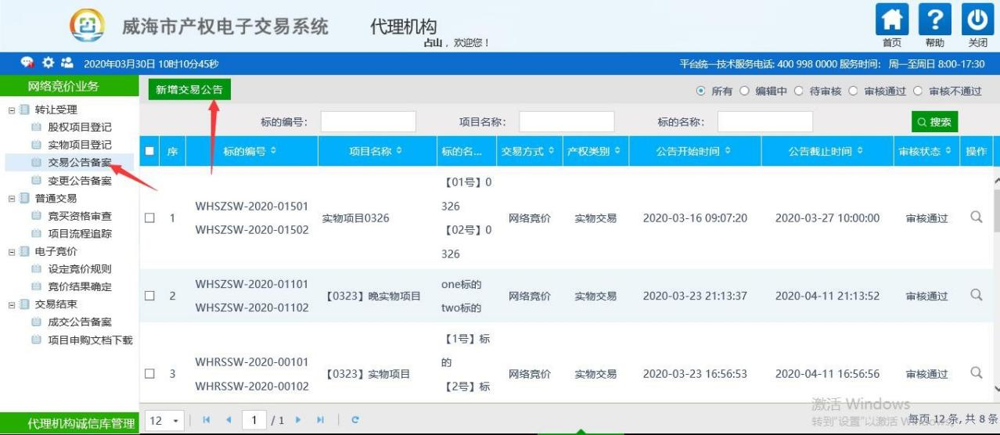 威海市产权电子交易系统
代理机构
占山，欢迎您！
首页 帮助 关闭
2020年03月30日 10时10分45秒
平台统一技术服务电话: 400 998 0000 服务时间： 周一至周日 8:00-17:30
网络竞价业务
转让受理
股权项目登记
实物项目登记
交易公告备案
变更公告备案
普通交易
竞买资格审查
项目流程追踪
电子竞价
设定竞价规则
竞价结果确定
交易结束
成交公告备案
项目申购文档下载
代理机构诚信库管理
新增交易公告
所有 编辑中 待审核 审核通过 审核不通过
标的编号： 项目名称： 标的名称： 搜索
序 标的编号 项目名称 标的名... 交易方式 产权类别 公告开始时间 公告截止时间 审核状态 操作
【01号】0
326
【02号】0
326
1 WHSZSW-2020-01501
WHSZSW-2020-01502
实物项目0326 网络竞价 实物交易 2020-03-16 09:07:20 2020-03-27 10:00:00 审核通过
2 WHSZSW-2020-01101
WHSZSW-2020-01102
【0323】晚实物项目
one标的
two标的
网络竞价 实物交易 2020-03-23 21:13:37 2020-04-11 21:13:52 审核通过
【1号】标
的
【2号】标
3 WHRSSW-2020-00101
WHRSSW-2020-00102
【0323】实物项目 网络竞价 实物交易 2020-03-23 16:56:53 2020-04-11 16:56:56 审核通过
12 1 / 1
每页 12 条, 共 8 条
激活 Windows
转到"设置"以激活 Windows